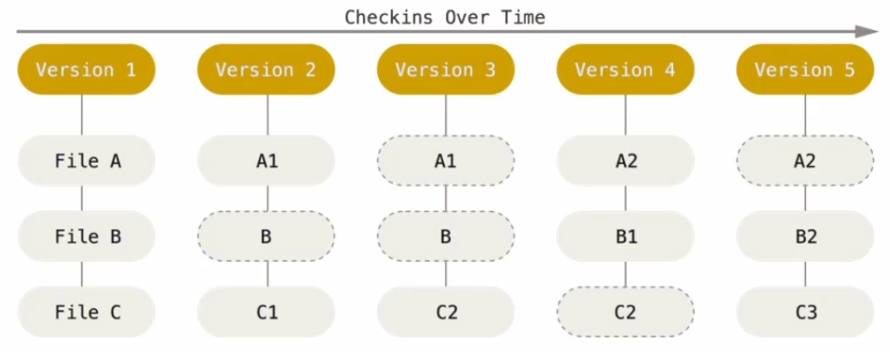 Checkins Over Time
Version 1 Version 2 Version 3 Version 4 Version 5
File A A1 A1 A2 A2
File B B B B1 B2
File C C1 C2 C2 C3